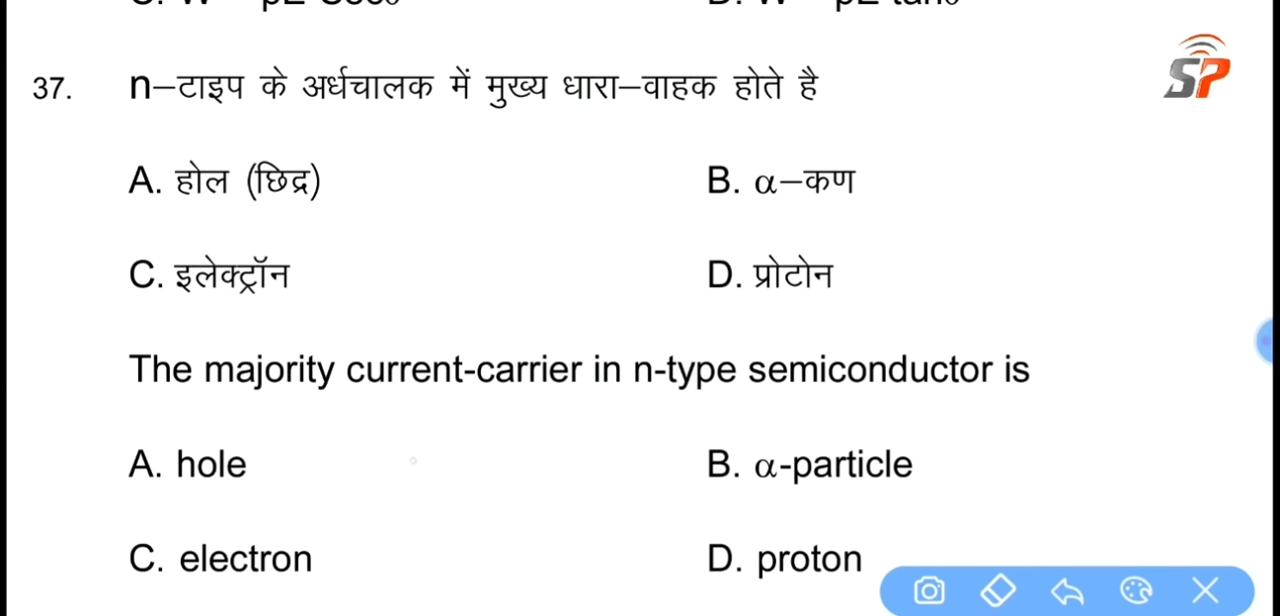 37. n–टाइप के अर्धचालक में मुख्य धारा–वाहक होते है
SP
A. होल (छिद्र) B. α–कण
C. इलेक्ट्रॉन D. प्रोटोन
The majority current-carrier in n-type semiconductor is
A. hole B. α-particle
C. electron D. proton